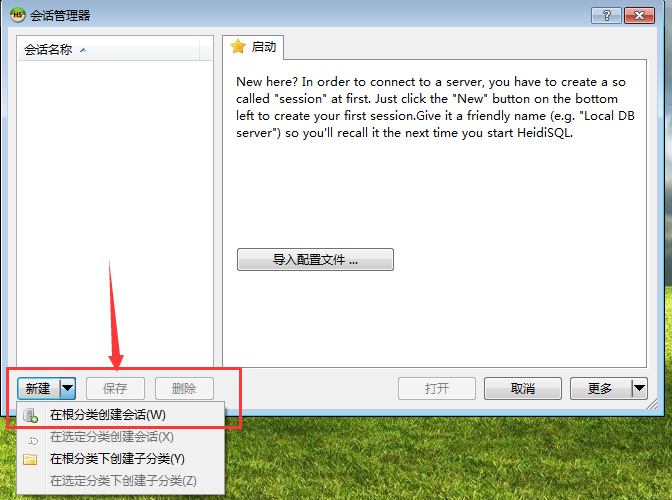 HS 会话管理器
会话名称
启动
New here? In order to connect to a server, you have to create a so
called "session" at first. Just click the "New" button on the bottom
left to create your first session.Give it a friendly name (e.g. "Local DB
server") so you'll recall it the next time you start HeidiSQL.
导入配置文件 ...
新建 保存 删除 打开 取消 更多
在根分类创建会话(W)
在选定分类创建会话(X)
在根分类下创建子分类(Y)
在选定分类下创建子分类(Z)